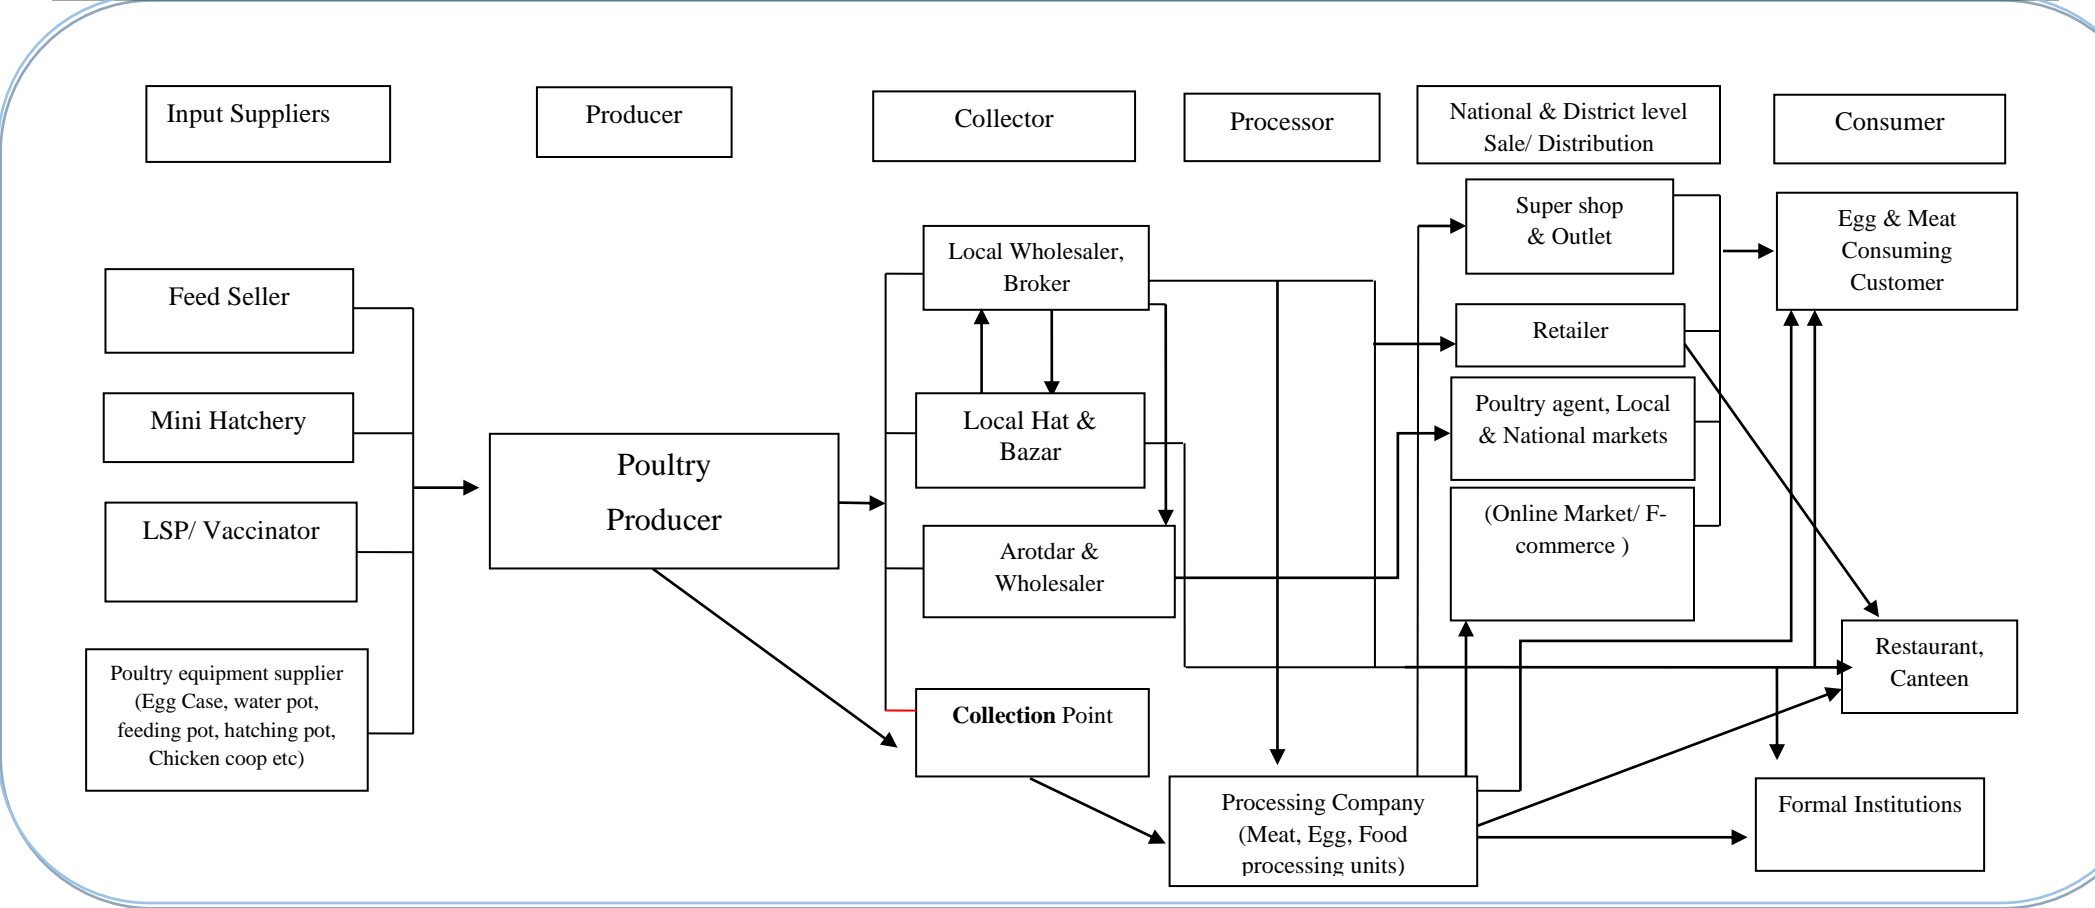 Input Suppliers
Producer
Collector
Processor
National & District level
Sale/ Distribution
Consumer
Feed Seller
Mini Hatchery
LSP/ Vaccinator
Poultry equipment supplier
(Egg Case, water pot,
feeding pot, hatching pot,
Chicken coop etc)
Poultry
Producer
Local Wholesaler,
Broker
Local Hat &
Bazar
Arotdar &
Wholesaler
Collection Point
Processing Company
(Meat, Egg, Food
processing units)
Super shop
& Outlet
Retailer
Poultry agent, Local
& National markets
(Online Market/ F-
commerce )
Egg & Meat
Consuming
Customer
Restaurant,
Canteen
Formal Institutions